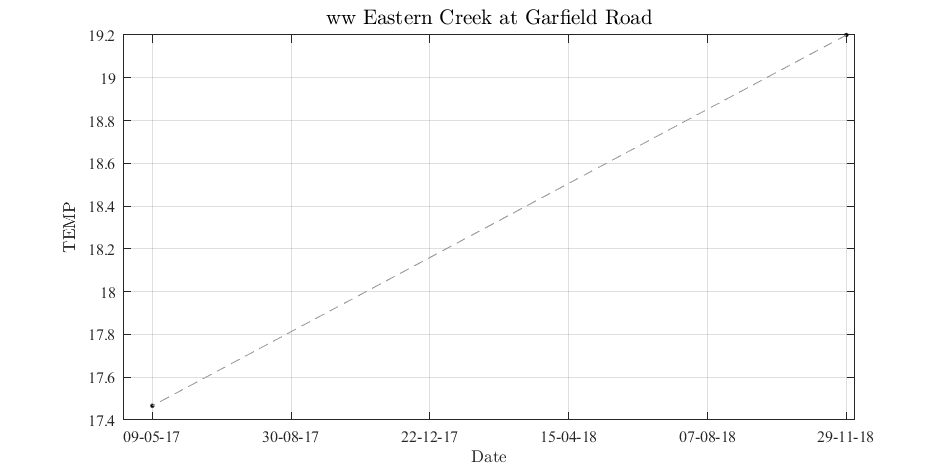 ww Eastern Creek at Garfield Road
19.2
19
18.8
18.6
18.4
18.2
18
17.8
17.6
17.4
TEMP
09-05-17 30-08-17 22-12-17 15-04-18 07-08-18 29-11-18
Date